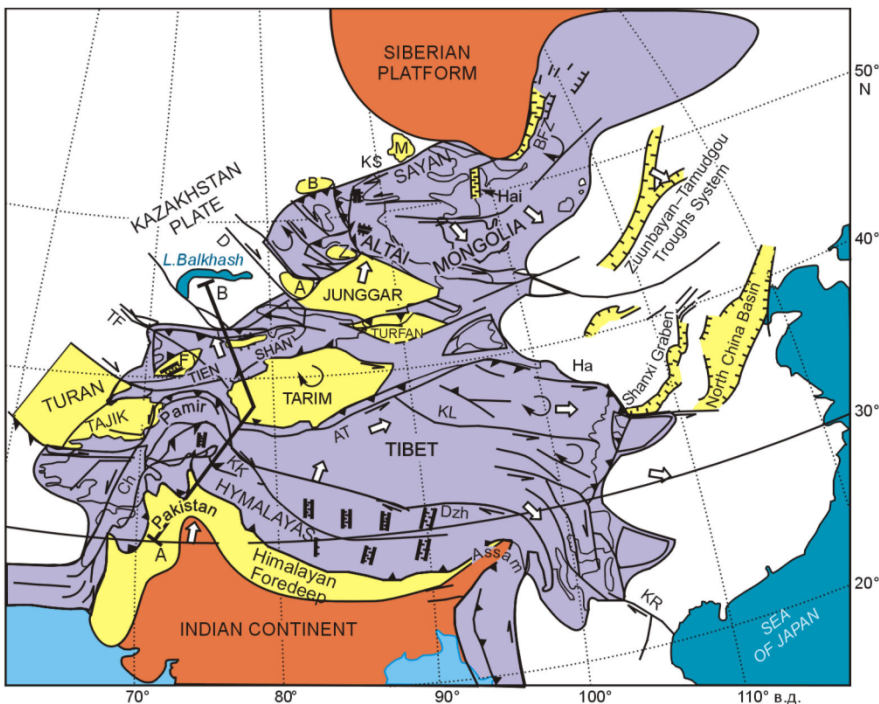 SIBERIAN
PLATFORM
50°
N
M
KS
SAYAN
BFZ
B
Hai
KAZAKHSTAN
PLATE
D
ALTAI
MONGOLIA
Zuunbayan–Tamudgou
Troughs System
40°
L.Balkhash
B
Z
A
JUNGGAR
TF
TURFAN
SHAN
TIEN
F
Ha
Shanxi Graben
North China Basin
TURAN
TARIM
TAJIK
Pamir
30°
AT
KL
TIBET
Ch
KK
HYMALAYAS
Dzh
Pakistan
A
Himalayan
Foredeep
Assam
20°
KR
INDIAN CONTINENT
SEA
OF JAPAN
70°
80°
90°
100°
110° в.д.